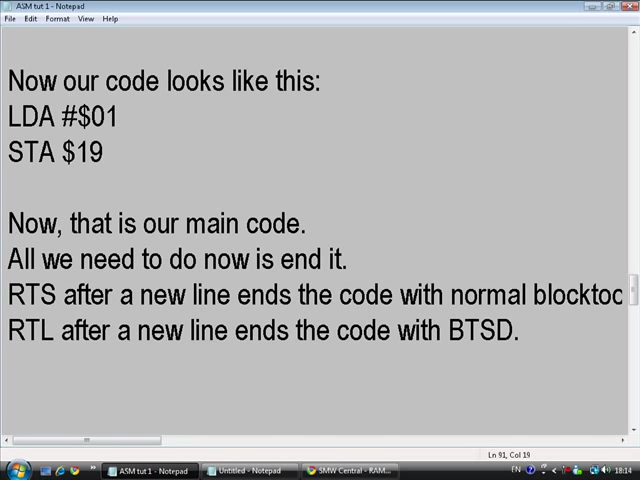 ASM tut 1 - Notepad
File Edit Format View Help
Now our code looks like this:
LDA #$01
STA $19
Now, that is our main code.
All we need to do now is end it.
RTS after a new line ends the code with normal blocktoo
RTL after a new line ends the code with BTSD.
Ln 91, Col 19
ASM tut 1 - Notepad
Untitled - Notepad
SMW Central - RAM...
EN
18:14